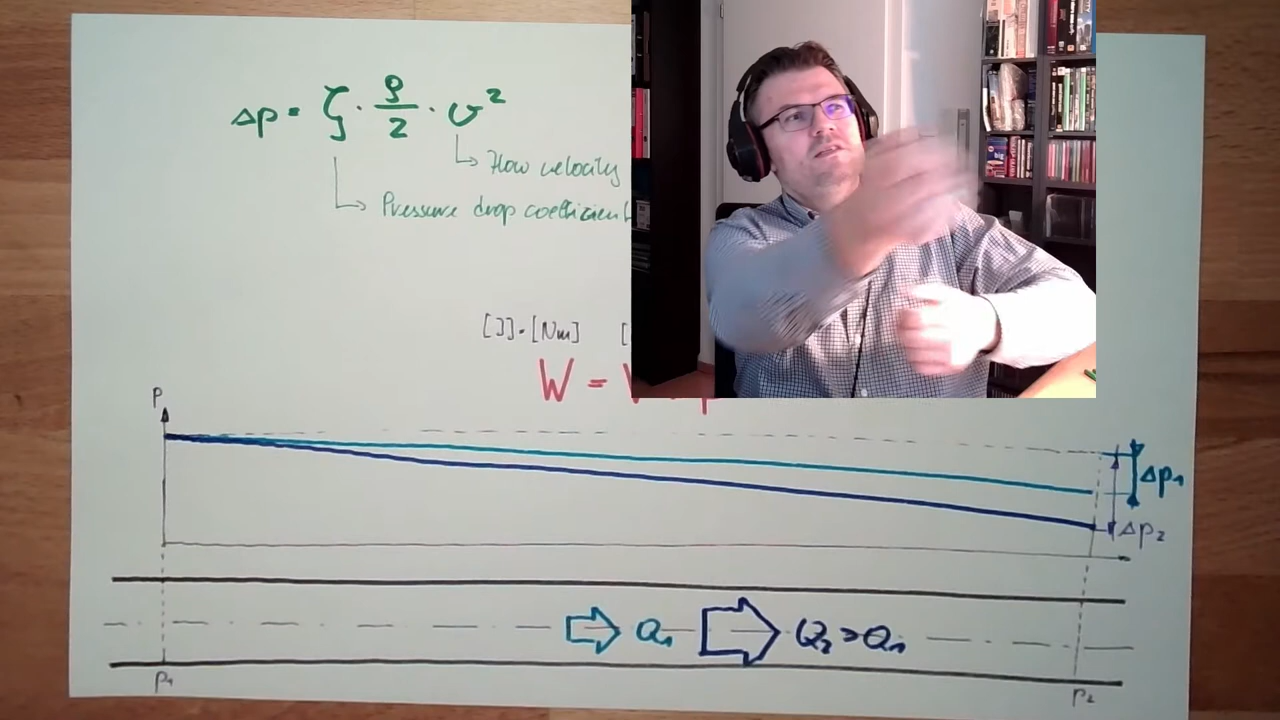 Δp = ζ · ρ/2 · v²
Flow velocity
Pressure drop coefficient
[J] = [Nm] [
W = V
p
Δp₁
Δp₂
Q₁ Q₂ > Q₁
p₁ p₂